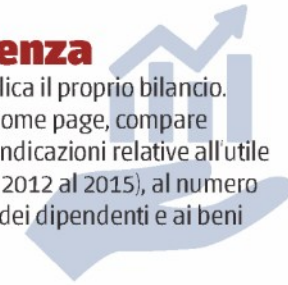 enza
lica il proprio bilancio.
ome page, compare
ndicazioni relative all'utile
2012 al 2015), al numero
dei dipendenti e ai beni